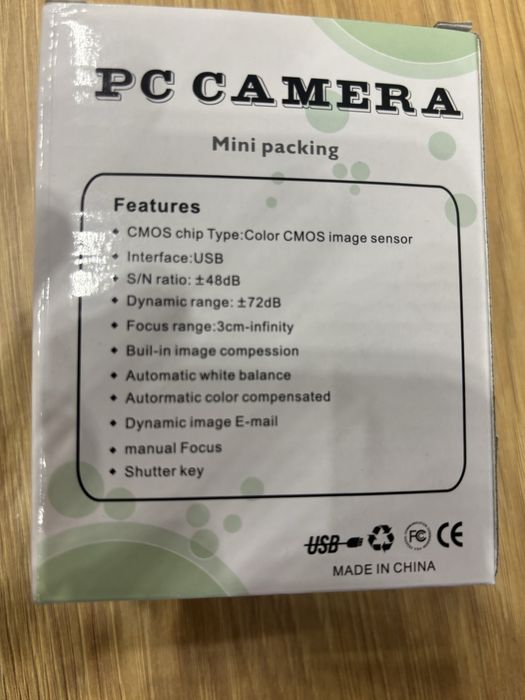 PC CAMERA
Mini packing
Features
◆ CMOS chip Type:Color CMOS image sensor
◆ Interface:USB
◆ S/N ratio: ±48dB
◆ Dynamic range: ±72dB
◆ Focus range:3cm-infinity
◆ Buil-in image compession
◆ Automatic white balance
◆ Autormatic color compensated
◆ Dynamic image E-mail
◆ manual Focus
◆ Shutter key
USB FC CE
MADE IN CHINA